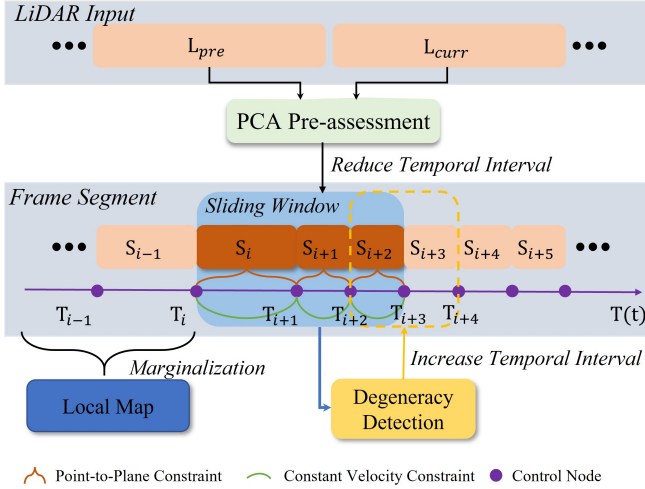 LiDAR Input
••• L_pre L_curr •••
PCA Pre-assessment
Reduce Temporal Interval
Frame Segment
Sliding Window
••• S_{i−1} S_i S_{i+1} S_{i+2} S_{i+3} S_{i+4} S_{i+5} •••
T_{i−1} T_i T_{i+1} T_{i+2} T_{i+3} T_{i+4} T(t)
Marginalization
Increase Temporal Interval
Local Map
Degeneracy
Detection
Point-to-Plane Constraint Constant Velocity Constraint Control Node